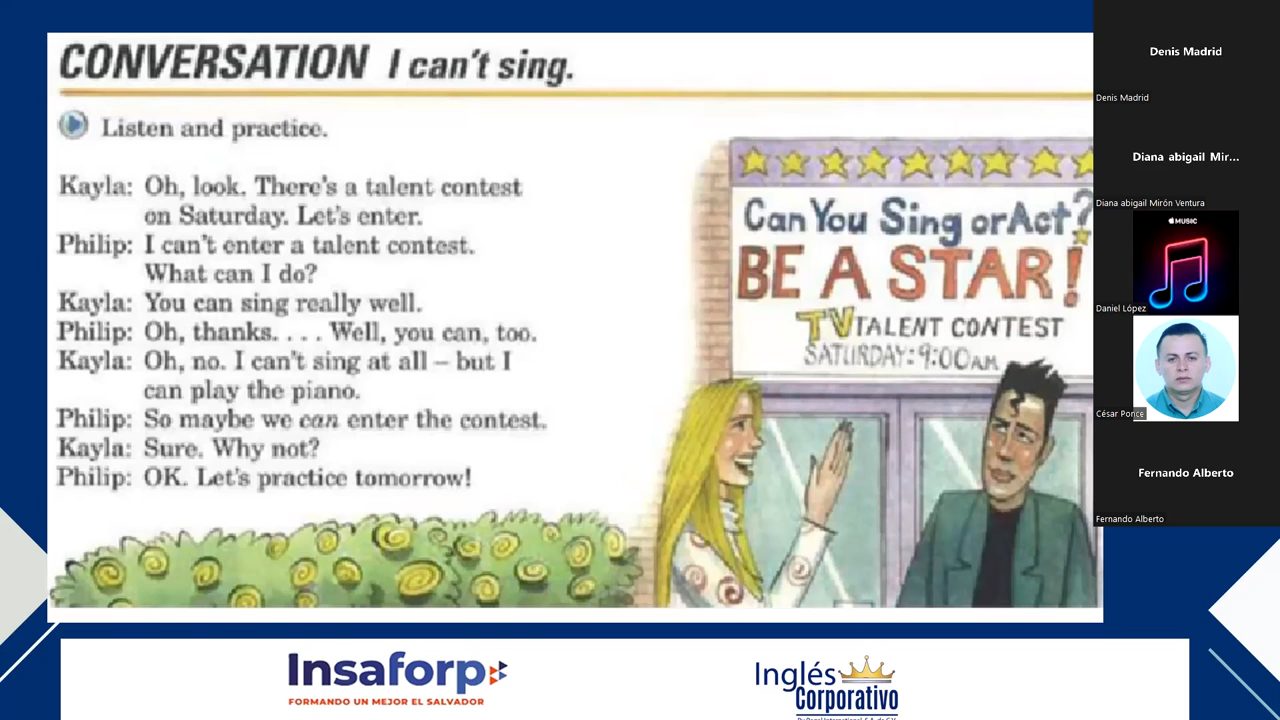 CONVERSATION I can't sing.
Listen and practice.
Kayla: Oh, look. There's a talent contest
on Saturday. Let's enter.
Philip: I can't enter a talent contest.
What can I do?
Kayla: You can sing really well.
Philip: Oh, thanks. . . . Well, you can, too.
Kayla: Oh, no. I can't sing at all – but I
can play the piano.
Philip: So maybe we can enter the contest.
Kayla: Sure. Why not?
Philip: OK. Let's practice tomorrow!
Can You Sing or Act?
BE A STAR!
TV TALENT CONTEST
SATURDAY: 9:00 AM
Insaforp
FORMANDO UN MEJOR EL SALVADOR
Inglés
Corporativo
Denis Madrid
Denis Madrid
Diana abigail Mir...
Diana abigail Mirón Ventura
MUSIC
Daniel López
César Ponce
Fernando Alberto
Fernando Alberto